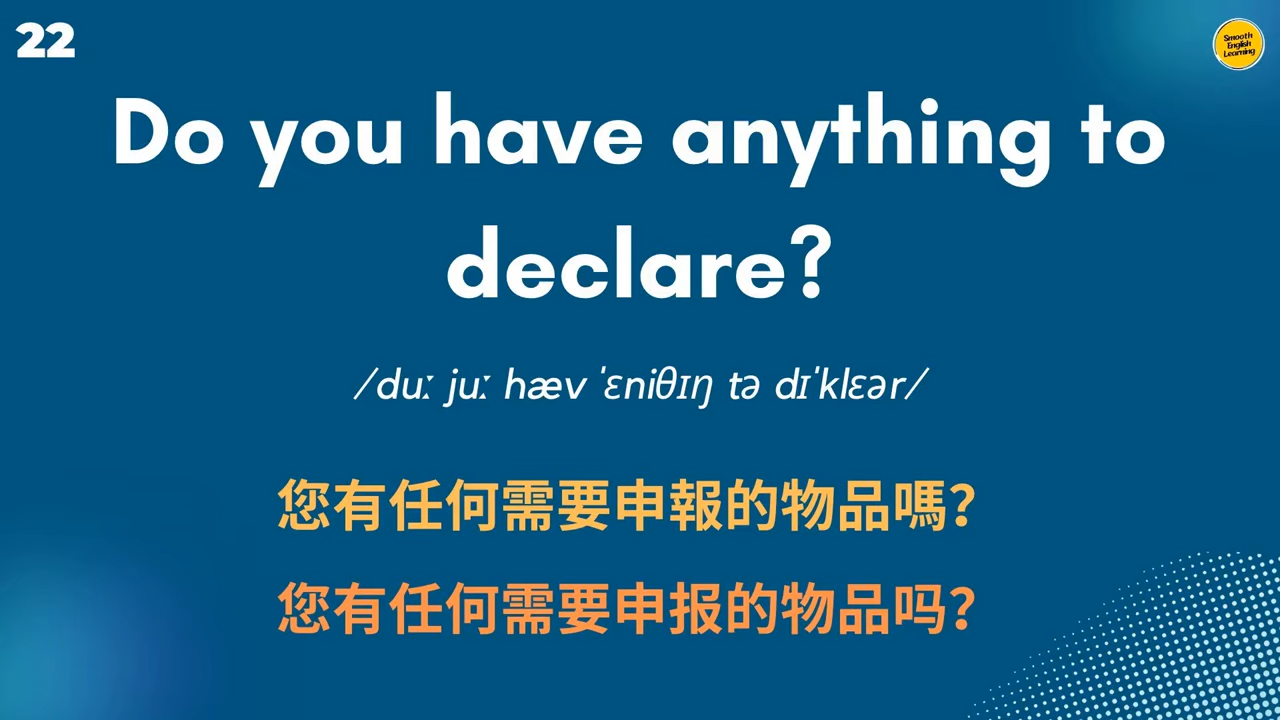 22
Smooth
English
Learning
Do you have anything to
declare?
/duː juː hæv ˈɛniθɪŋ tə dɪˈklɛər/
您有任何需要申報的物品嗎?
您有任何需要申报的物品吗?